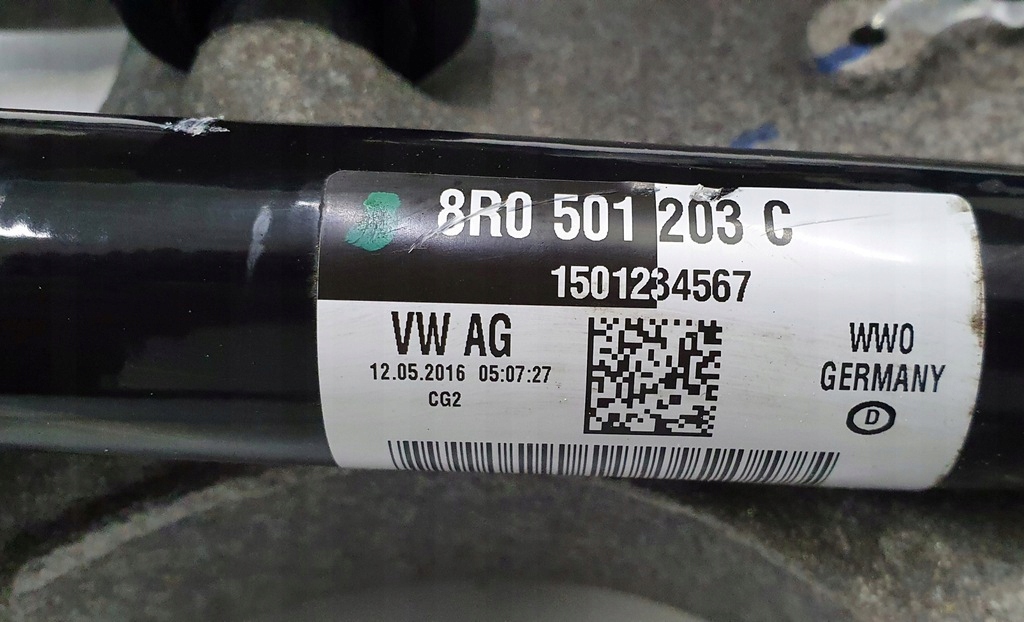 8R0 501 203 C
1501234567
VW AG
12.05.2016 05:07:27
CG2
WWO
GERMANY
D